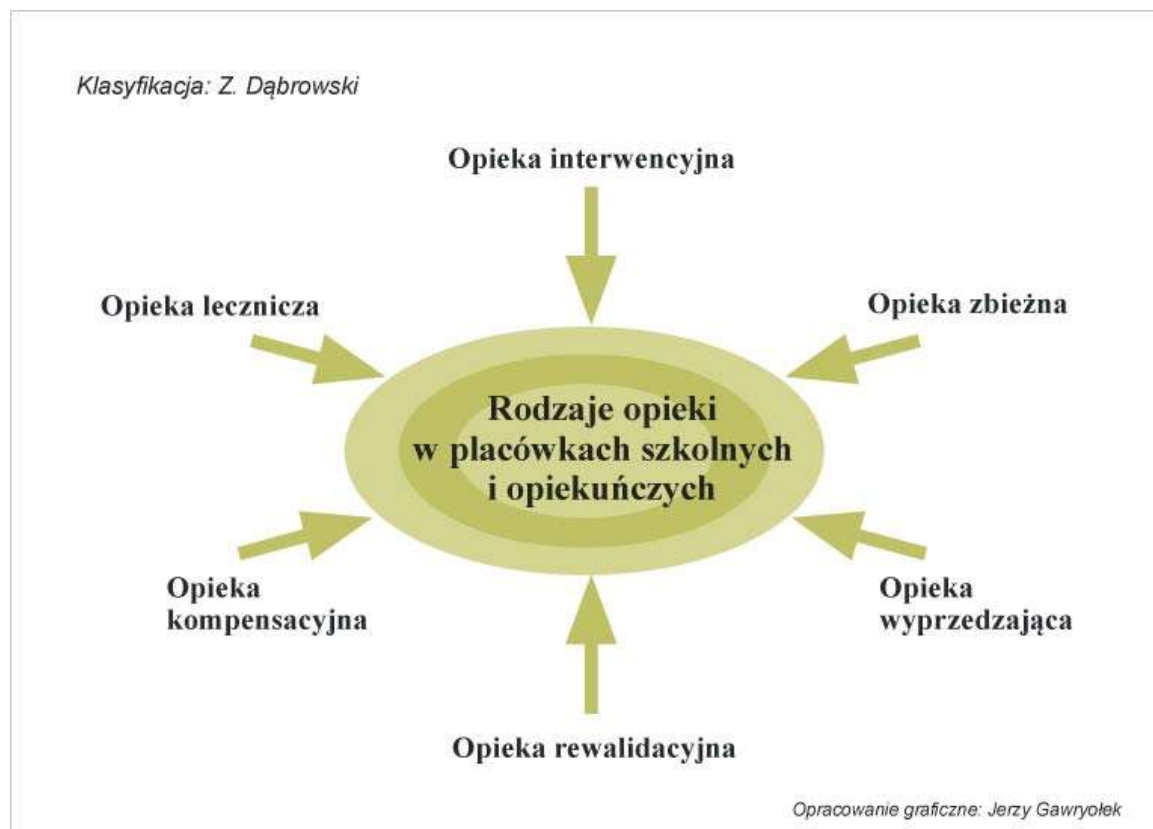 Klasyfikacja: Z. Dąbrowski
Opieka interwencyjna
Opieka lecznicza
Opieka zbieżna
Rodzaje opieki
w placówkach szkolnych
i opiekuńczych
Opieka
kompensacyjna
Opieka
wyprzedzająca
Opieka rewalidacyjna
Opracowanie graficzne: Jerzy Gawryołek